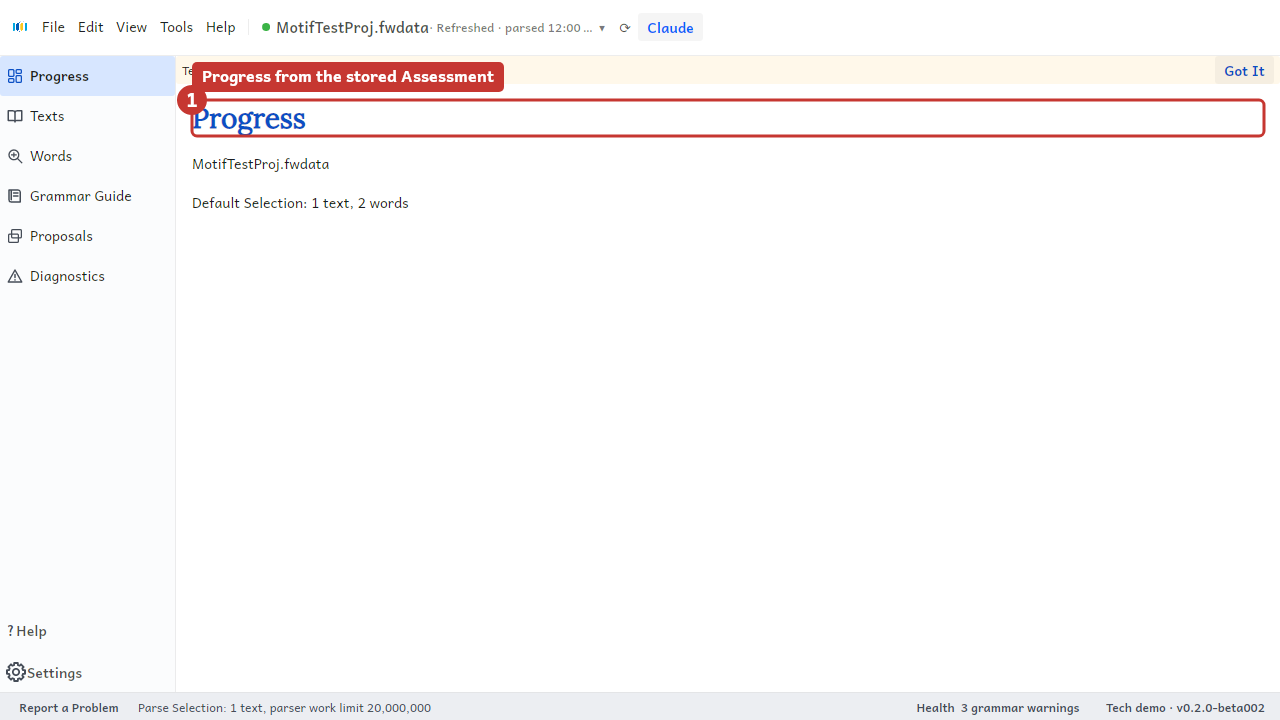 File Edit View Tools Help
MotifTestProj.fwdata · Refreshed · parsed 12:00 ...
Claude
Progress
Texts
Words
Grammar Guide
Proposals
Diagnostics
? Help
Settings
Progress from the stored Assessment
Got It
1
Progress
MotifTestProj.fwdata
Default Selection: 1 text, 2 words
Report a Problem
Parse Selection: 1 text, parser work limit 20,000,000
Health 3 grammar warnings
Tech demo · v0.2.0-beta002